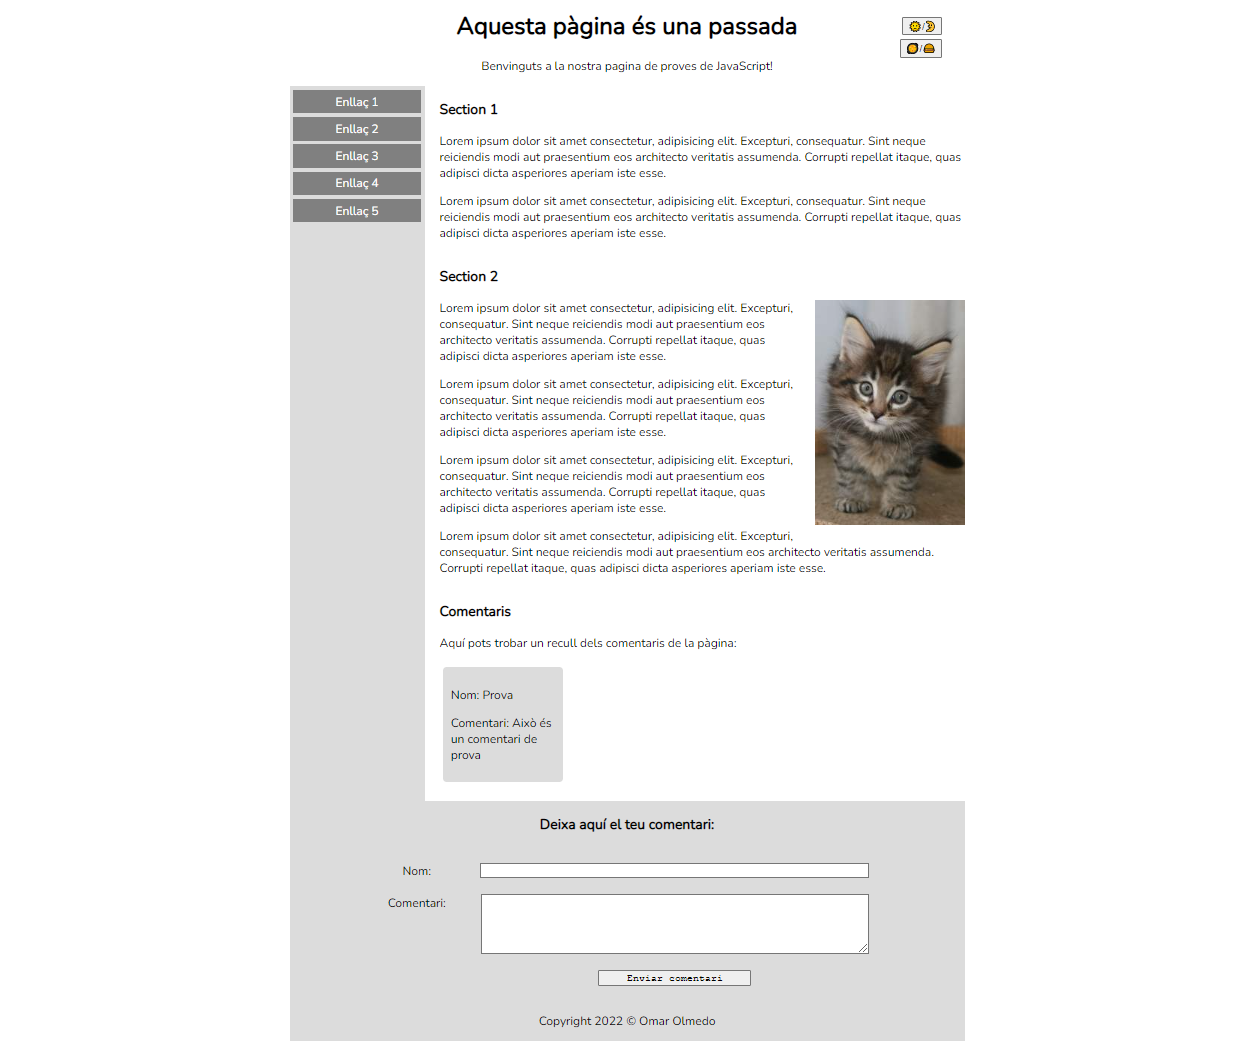 Aquesta pàgina és una passada
Benvinguts a la nostra pagina de proves de JavaScript!
🌞/🌛
🍳/🍔
Enllaç 1
Enllaç 2
Enllaç 3
Enllaç 4
Enllaç 5
Section 1
Lorem ipsum dolor sit amet consectetur, adipisicing elit. Excepturi, consequatur. Sint neque
reiciendis modi aut praesentium eos architecto veritatis assumenda. Corrupti repellat itaque, quas
adipisci dicta asperiores aperiam iste esse.
Lorem ipsum dolor sit amet consectetur, adipisicing elit. Excepturi, consequatur. Sint neque
reiciendis modi aut praesentium eos architecto veritatis assumenda. Corrupti repellat itaque, quas
adipisci dicta asperiores aperiam iste esse.
Section 2
Lorem ipsum dolor sit amet consectetur, adipisicing elit. Excepturi,
consequatur. Sint neque reiciendis modi aut praesentium eos
architecto veritatis assumenda. Corrupti repellat itaque, quas
adipisci dicta asperiores aperiam iste esse.
Lorem ipsum dolor sit amet consectetur, adipisicing elit. Excepturi,
consequatur. Sint neque reiciendis modi aut praesentium eos
architecto veritatis assumenda. Corrupti repellat itaque, quas
adipisci dicta asperiores aperiam iste esse.
Lorem ipsum dolor sit amet consectetur, adipisicing elit. Excepturi,
consequatur. Sint neque reiciendis modi aut praesentium eos
architecto veritatis assumenda. Corrupti repellat itaque, quas
adipisci dicta asperiores aperiam iste esse.
Lorem ipsum dolor sit amet consectetur, adipisicing elit. Excepturi,
consequatur. Sint neque reiciendis modi aut praesentium eos architecto veritatis assumenda.
Corrupti repellat itaque, quas adipisci dicta asperiores aperiam iste esse.
Comentaris
Aquí pots trobar un recull dels comentaris de la pàgina:
Nom: Prova
Comentari: Això és
un comentari de
prova
Deixa aquí el teu comentari:
Nom:
Comentari:
Enviar comentari
Copyright 2022 © Omar Olmedo